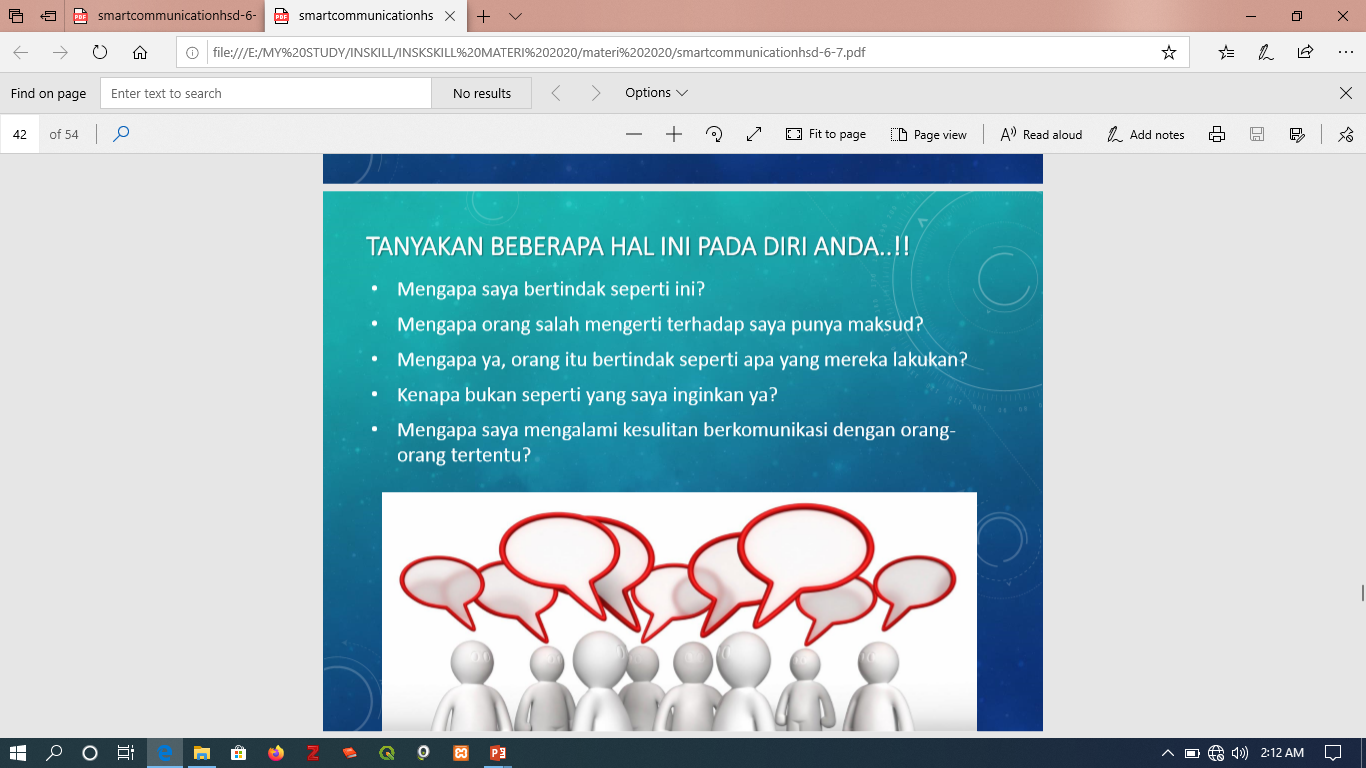 smartcommunicationhsd-6-
smartcommunicationhs
file:///E:/MY%20STUDY/INSKILL/INSKSKILL%20MATERI%202020/materi%202020/smartcommunicationhsd-6-7.pdf
Find on page
Enter text to search
No results
Options
42
of 54
Fit to page
Page view
Read aloud
Add notes
TANYAKAN BEBERAPA HAL INI PADA DIRI ANDA..!!
• Mengapa saya bertindak seperti ini?
• Mengapa orang salah mengerti terhadap saya punya maksud?
• Mengapa ya, orang itu bertindak seperti apa yang mereka lakukan?
• Kenapa bukan seperti yang saya inginkan ya?
• Mengapa saya mengalami kesulitan berkomunikasi dengan orang-
orang tertentu?
2:12 AM